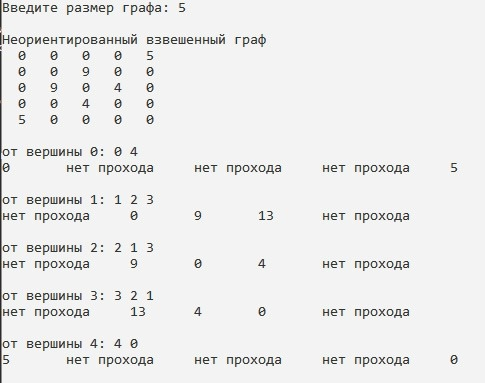 Введите размер графа: 5
Неориентированный взвешенный граф
0 0 0 0 5
0 0 9 0 0
0 9 0 4 0
0 0 4 0 0
5 0 0 0 0
от вершины 0: 0 4
0 нет прохода нет прохода нет прохода 5
от вершины 1: 1 2 3
нет прохода 0 9 13 нет прохода
от вершины 2: 2 1 3
нет прохода 9 0 4 нет прохода
от вершины 3: 3 2 1
нет прохода 13 4 0 нет прохода
от вершины 4: 4 0
5 нет прохода нет прохода нет прохода 0